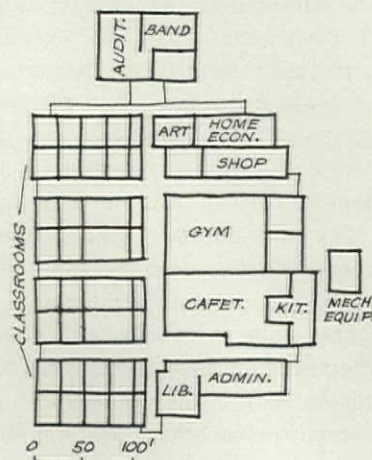 AUDIT.
BAND
ART
HOME
ECON.
SHOP
CLASSROOMS
GYM
CAFET.
KIT.
MECH
EQUIP.
LIB.
ADMIN.
0 50 100'